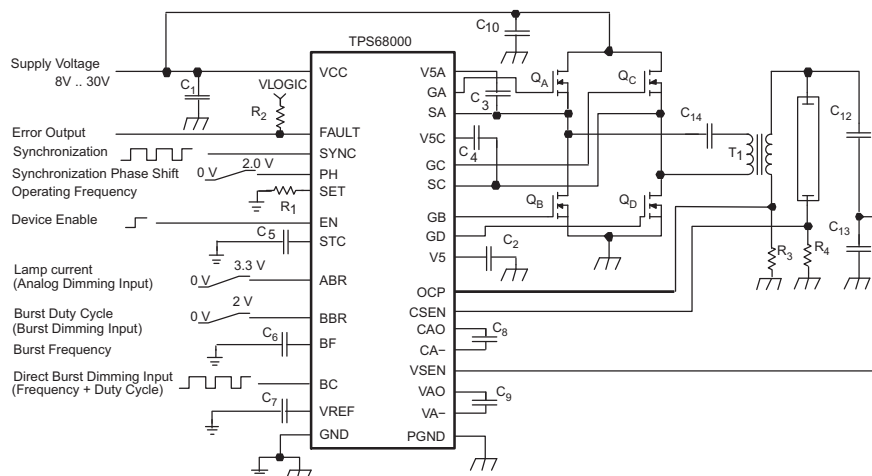 C10
TPS68000
Supply Voltage
8V .. 30V
C1
VLOGIC
R2
VCC
V5A
GA
C3
SA
QA
QC
C14
T1
C12
Error Output
FAULT
V5C
C4
Synchronization
SYNC
GC
Synchronization Phase Shift
0 V
2.0 V
PH
SC
Operating Frequency
R1
SET
QB
QD
Device Enable
EN
GB
C5
STC
GD
C2
V5
R3
R4
C13
Lamp current
(Analog Dimming Input)
0 V
3.3 V
ABR
OCP
CSEN
Burst Duty Cycle
(Burst Dimming Input)
0 V
2 V
BBR
CAO
C8
CA−
Burst Frequency
C6
BF
VSEN
Direct Burst Dimming Input
(Frequency + Duty Cycle)
BC
VAO
C9
VA−
C7
VREF
GND
PGND